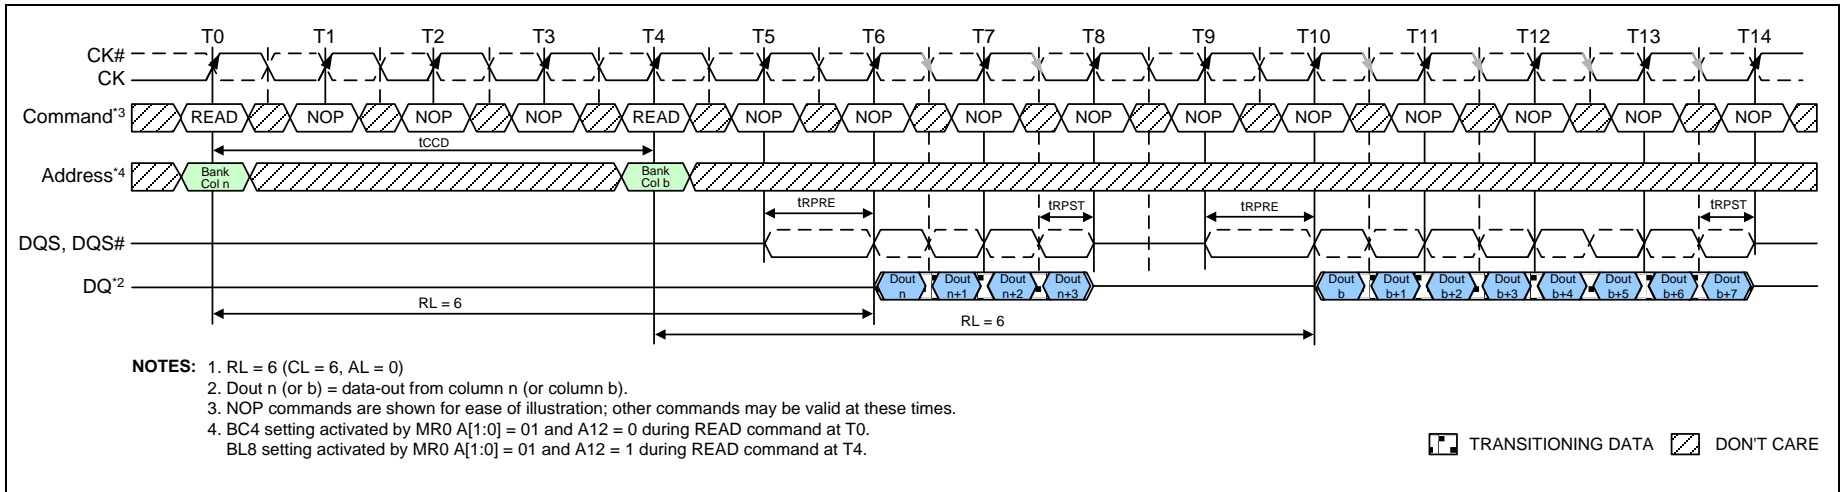 T0 T1 T2 T3 T4 T5 T6 T7 T8 T9 T10 T11 T12 T13 T14
CK#
CK
Command*3 READ NOP NOP NOP READ NOP NOP NOP NOP NOP NOP NOP NOP NOP NOP
tCCD
Address*4 Bank Col n Bank Col b
tRPRE tRPST tRPRE tRPST
DQS, DQS#
DQ*2 Dout n Dout n+1 Dout n+2 Dout n+3 Dout b Dout b+1 Dout b+2 Dout b+3 Dout b+4 Dout b+5 Dout b+6 Dout b+7
RL = 6
RL = 6
NOTES: 1. RL = 6 (CL = 6, AL = 0)
2. Dout n (or b) = data-out from column n (or column b).
3. NOP commands are shown for ease of illustration; other commands may be valid at these times.
4. BC4 setting activated by MR0 A[1:0] = 01 and A12 = 0 during READ command at T0.
BL8 setting activated by MR0 A[1:0] = 01 and A12 = 1 during READ command at T4.
TRANSITIONING DATA DON'T CARE